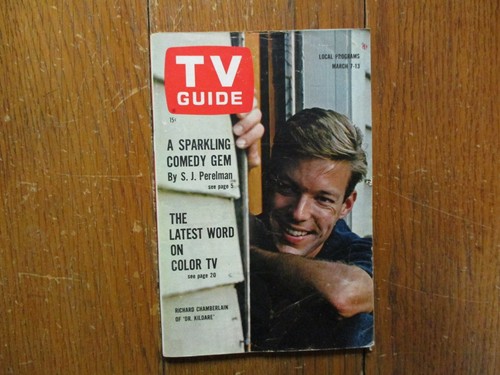 TV
GUIDE
15¢
LOCAL PROGRAMS
MARCH 7-13
A SPARKLING
COMEDY GEM
By S. J. Perelman
see page 5
THE
LATEST WORD
ON
COLOR TV
see page 20
RICHARD CHAMBERLAIN
OF 'DR. KILDARE'